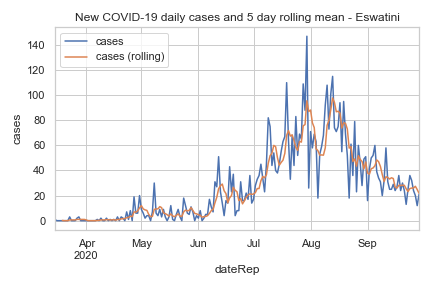 New COVID-19 daily cases and 5 day rolling mean - Eswatini
cases
cases (rolling)
140
120
100
80
60
40
20
0
cases
Apr
2020
May
Jun
Jul
Aug
Sep
dateRep